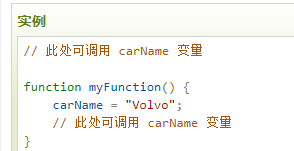 实例
// 此处可调用 carName 变量
function myFunction() {
    carName = "Volvo";
    // 此处可调用 carName 变量
}